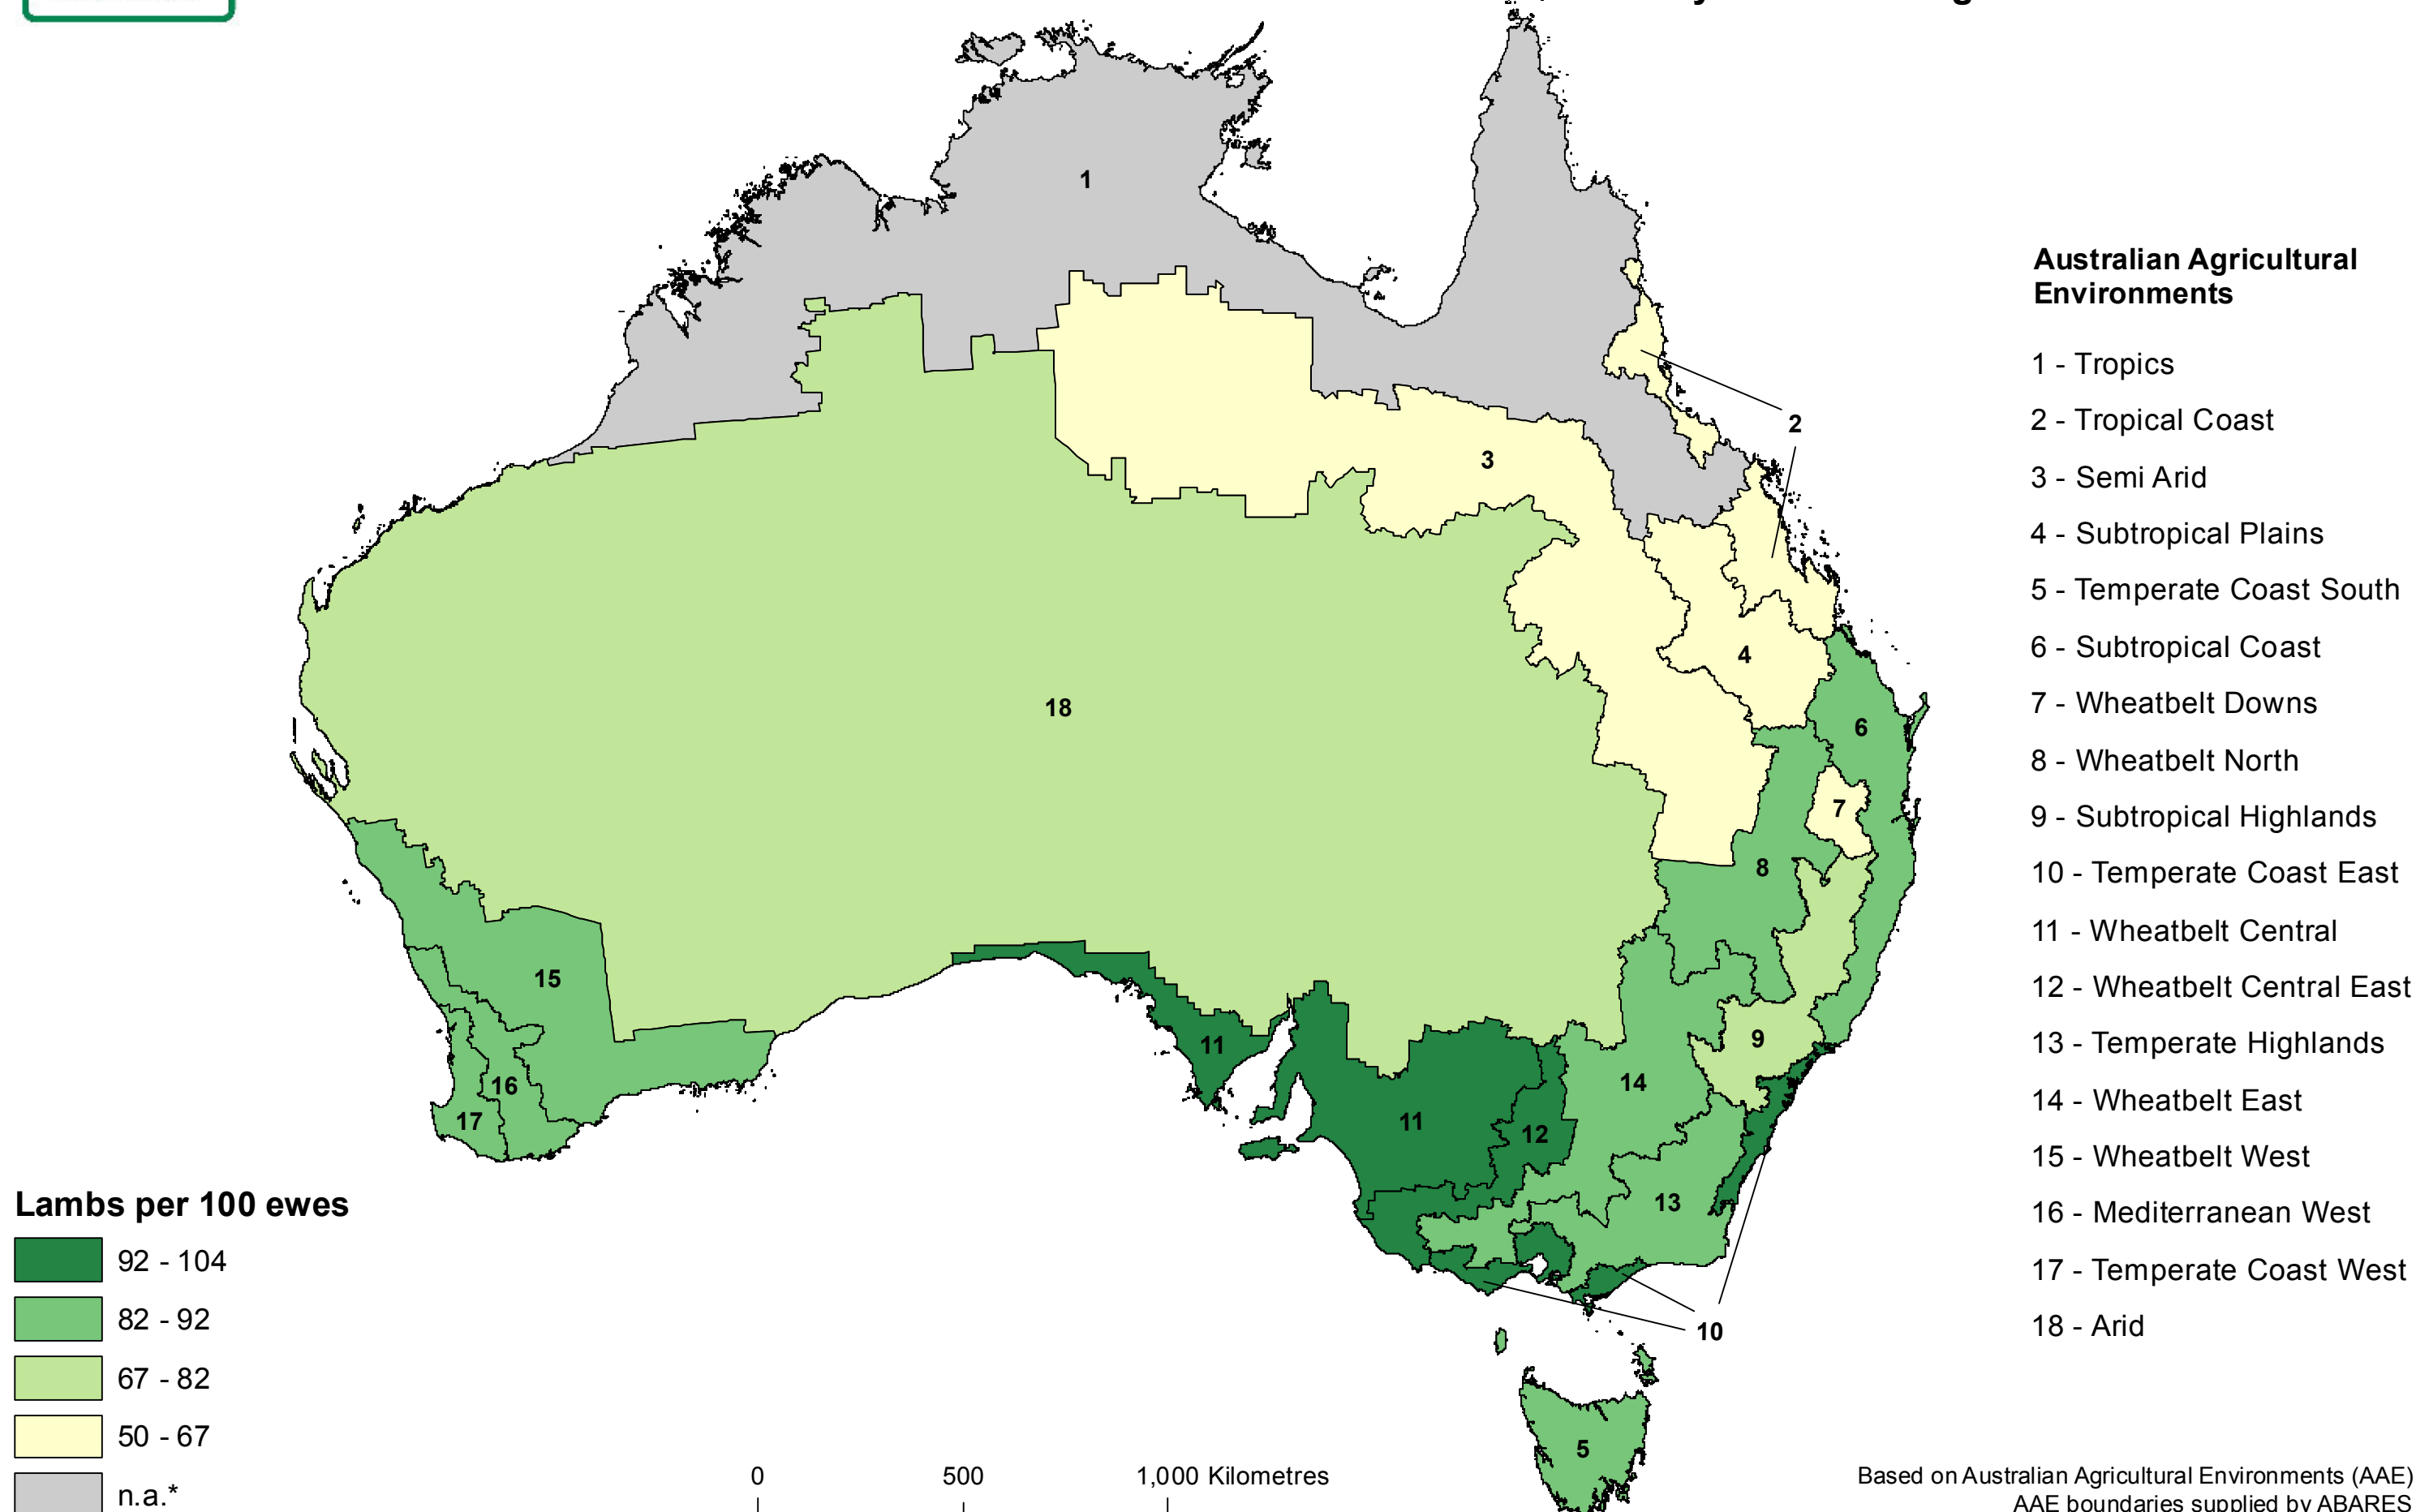 1
2
3
4
18
6
7
8
15
9
11
14
16
11
12
17
13
10
5
Australian Agricultural
Environments
1 - Tropics
2 - Tropical Coast
3 - Semi Arid
4 - Subtropical Plains
5 - Temperate Coast South
6 - Subtropical Coast
7 - Wheatbelt Downs
8 - Wheatbelt North
9 - Subtropical Highlands
10 - Temperate Coast East
11 - Wheatbelt Central
12 - Wheatbelt Central East
13 - Temperate Highlands
14 - Wheatbelt East
15 - Wheatbelt West
16 - Mediterranean West
17 - Temperate Coast West
18 - Arid
Lambs per 100 ewes
92 - 104
82 - 92
67 - 82
50 - 67
n.a.*
0 500 1,000 Kilometres
Based on Australian Agricultural Environments (AAE)
AAE boundaries supplied by ABARES